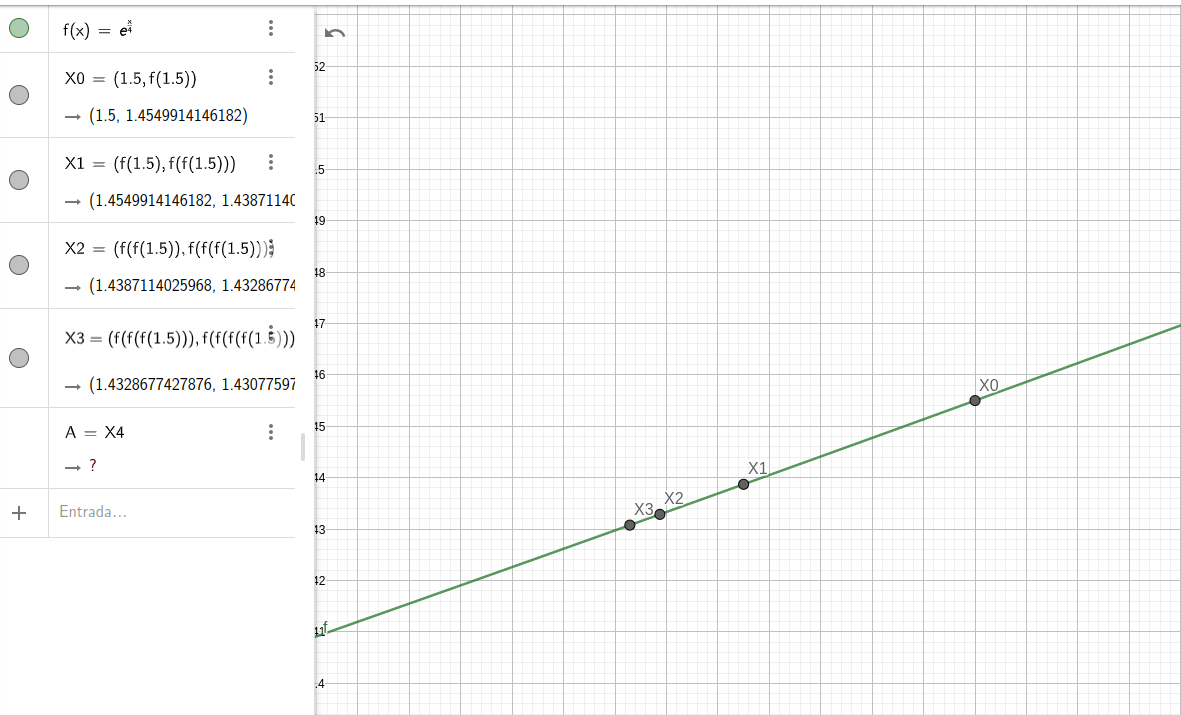 f(x) = e^(x/4)
X0 = (1.5, f(1.5))
→ (1.5, 1.4549914146182)
X1 = (f(1.5), f(f(1.5)))
→ (1.4549914146182, 1.43871140
X2 = (f(f(1.5)), f(f(f(1.5))))
→ (1.4387114025968, 1.43286774
X3 = (f(f(f(1.5))), f(f(f(f(1.5))))
→ (1.4328677427876, 1.43077597
A = X4
→ ?
+ Entrada...
52
51
.5
49
48
47
46
X0
45
44
X1
X2
X3
43
42
f
41
.4